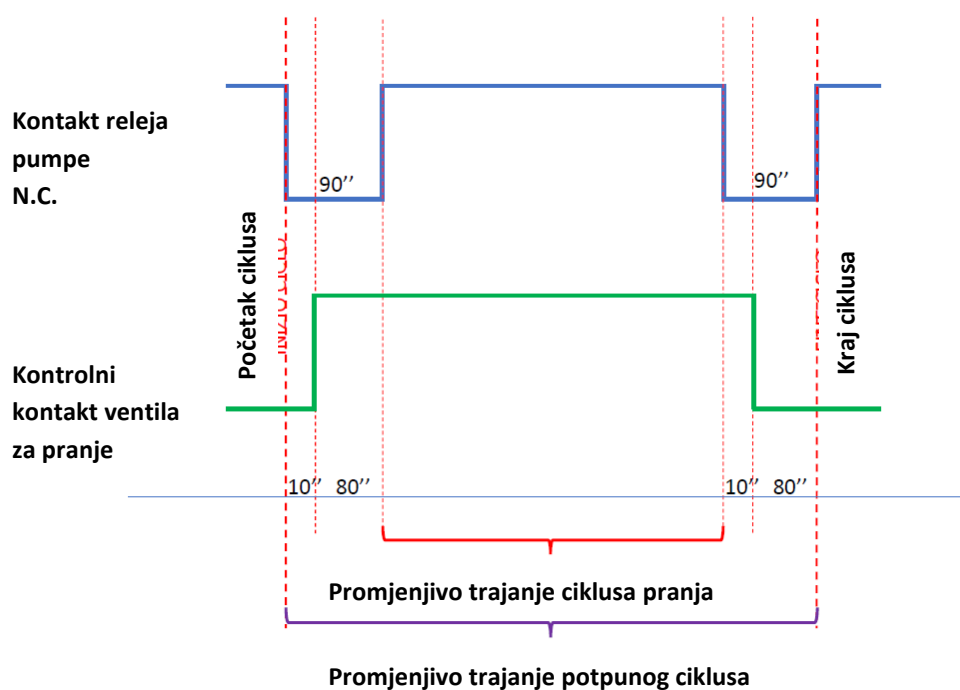 Kontakt releja
pumpe
N.C.
90’’
90’’
Početak ciklusa
Kraj ciklusa
Kontrolni
kontakt ventila
za pranje
10’’ 80’’
10’’ 80’’
Promjenjivo trajanje ciklusa pranja
Promjenjivo trajanje potpunog ciklusa